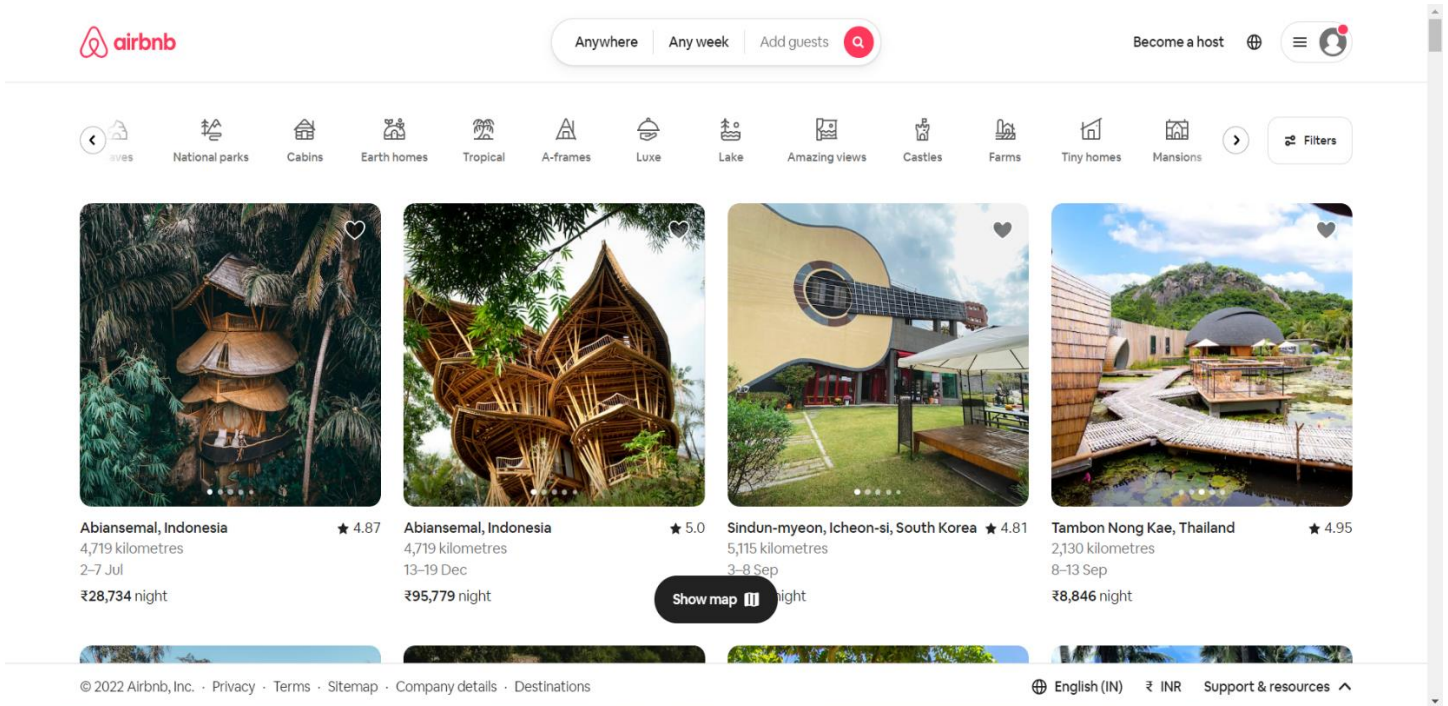 airbnb
Anywhere Any week Add guests
Become a host
aves National parks Cabins Earth homes Tropical A-frames Luxe Lake Amazing views Castles Farms Tiny homes Mansions Filters
Abiansemal, Indonesia ★ 4.87
4,719 kilometres
2–7 Jul
₹28,734 night
Abiansemal, Indonesia ★ 5.0
4,719 kilometres
13–19 Dec
₹95,779 night
Sindun-myeon, Icheon-si, South Korea ★ 4.81
5,115 kilometres
3–8 Sep
night
Tambon Nong Kae, Thailand ★ 4.95
2,130 kilometres
8–13 Sep
₹8,846 night
Show map
© 2022 Airbnb, Inc. · Privacy · Terms · Sitemap · Company details · Destinations
English (IN) ₹ INR Support & resources